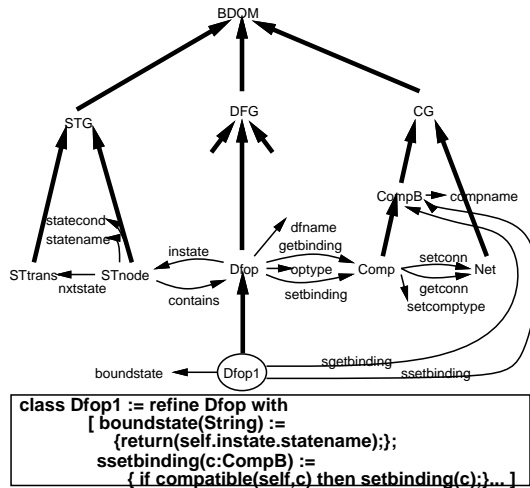 BDOM
STG
DFG
CG
CompB
compname
statecond
statename
dfname
getbinding
instate
setconn
STtrans
STnode
Dfop
optype
Comp
Net
nxtstate
contains
setbinding
getconn
setcomptype
sgetbinding
boundstate
Dfop1
ssetbinding
class Dfop1 := refine Dfop with
[ boundstate(String) :=
{return(self.instate.statename);};
ssetbinding(c:CompB) :=
{ if compatible(self,c) then setbinding(c);}... ]